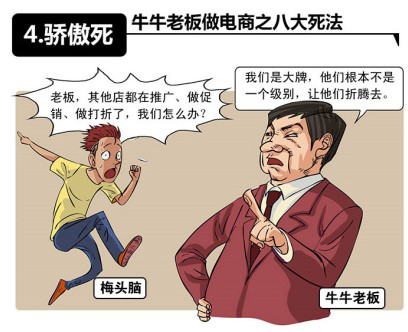 牛牛老板做电商之八大死法
4.骄傲死
老板，其他店都在推广、做促
销、做打折了，我们怎么办？
我们是大牌，他们根本不是
一个级别，让他们折腾去。
梅头脑
牛牛老板